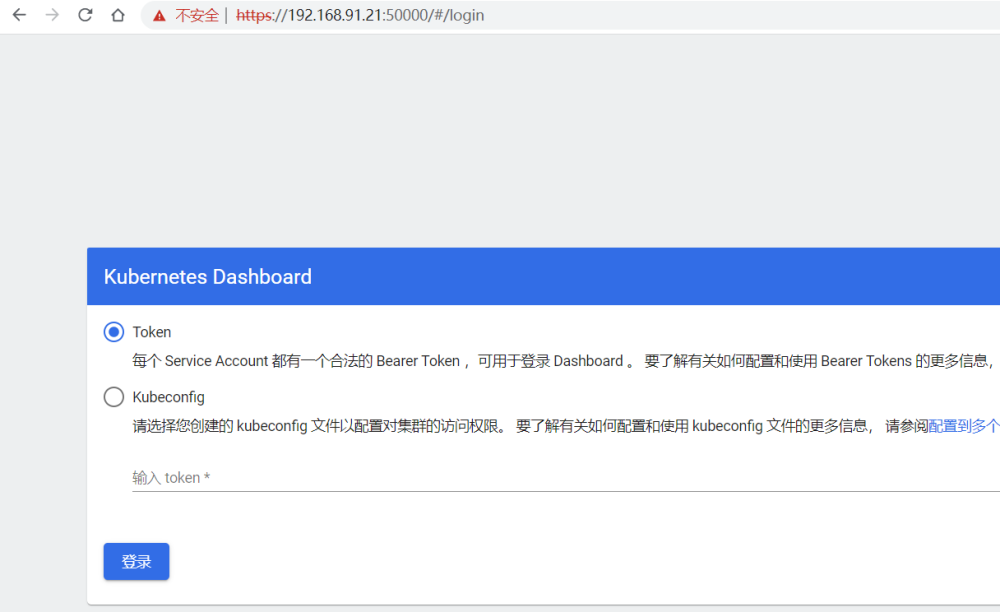 不安全 | https://192.168.91.21:50000/#/login
Kubernetes Dashboard
Token
每个 Service Account 都有一个合法的 Bearer Token ，可用于登录 Dashboard 。 要了解有关如何配置和使用 Bearer Tokens 的更多信息，
Kubeconfig
请选择您创建的 kubeconfig 文件以配置对集群的访问权限。 要了解有关如何配置和使用 kubeconfig 文件的更多信息， 请参阅配置到多个
输入 token *
登录